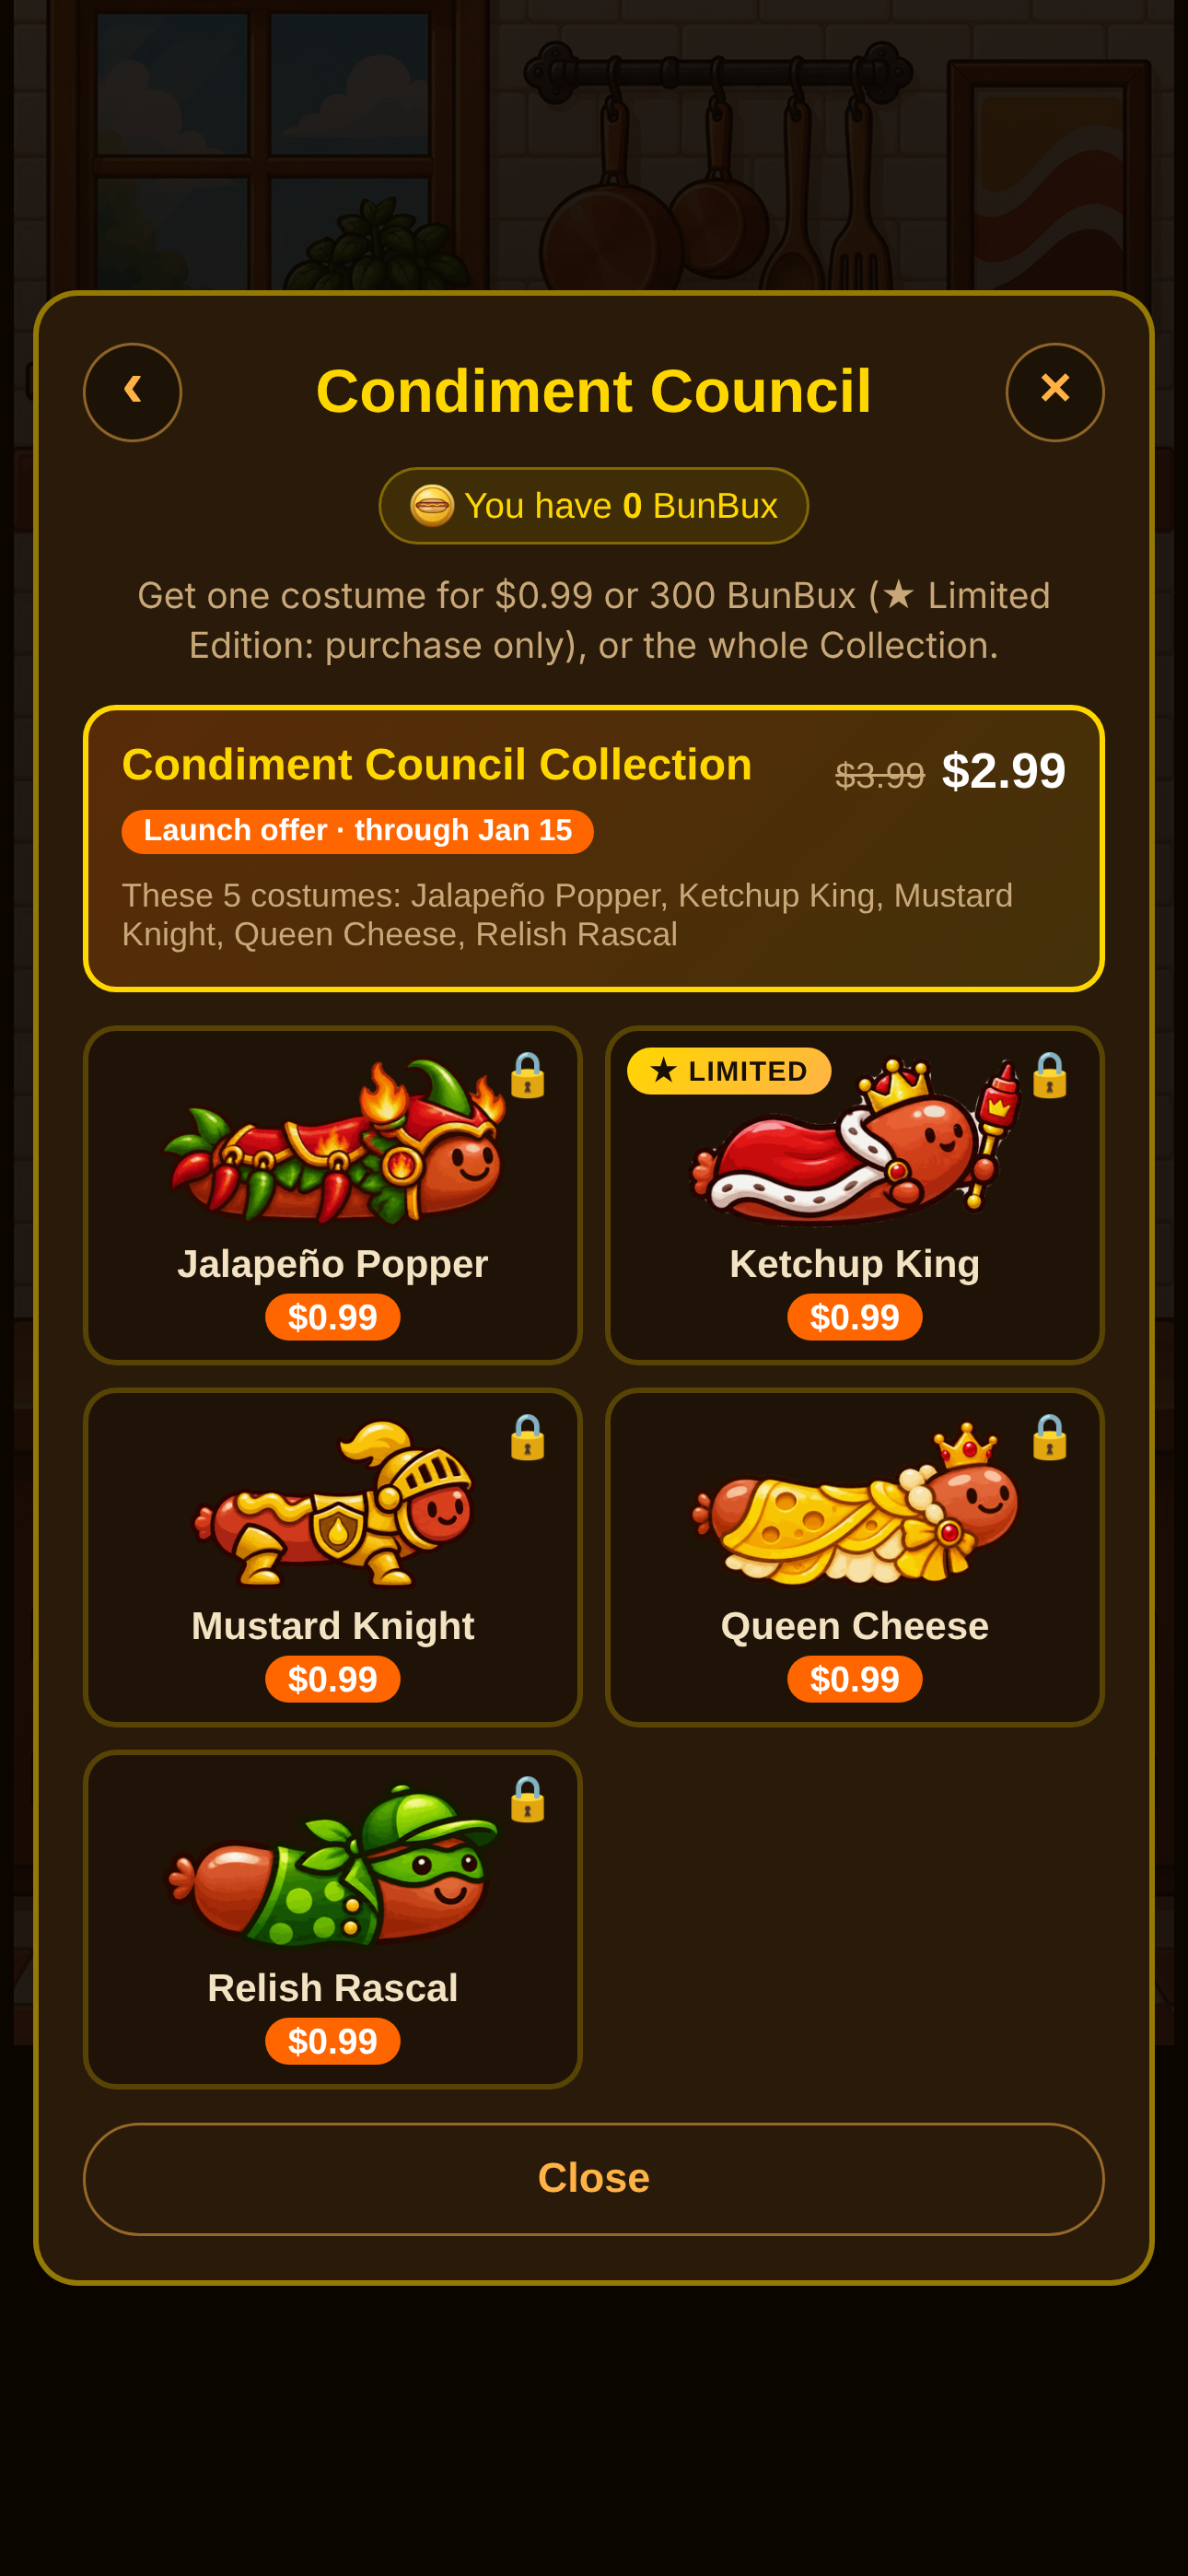 Condiment Council
You have 0 BunBux
Get one costume for $0.99 or 300 BunBux (★ Limited
Edition: purchase only), or the whole Collection.
Condiment Council Collection
$3.99 $2.99
Launch offer · through Jan 15
These 5 costumes: Jalapeño Popper, Ketchup King, Mustard
Knight, Queen Cheese, Relish Rascal
Jalapeño Popper
$0.99
★ LIMITED
Ketchup King
$0.99
Mustard Knight
$0.99
Queen Cheese
$0.99
Relish Rascal
$0.99
Close